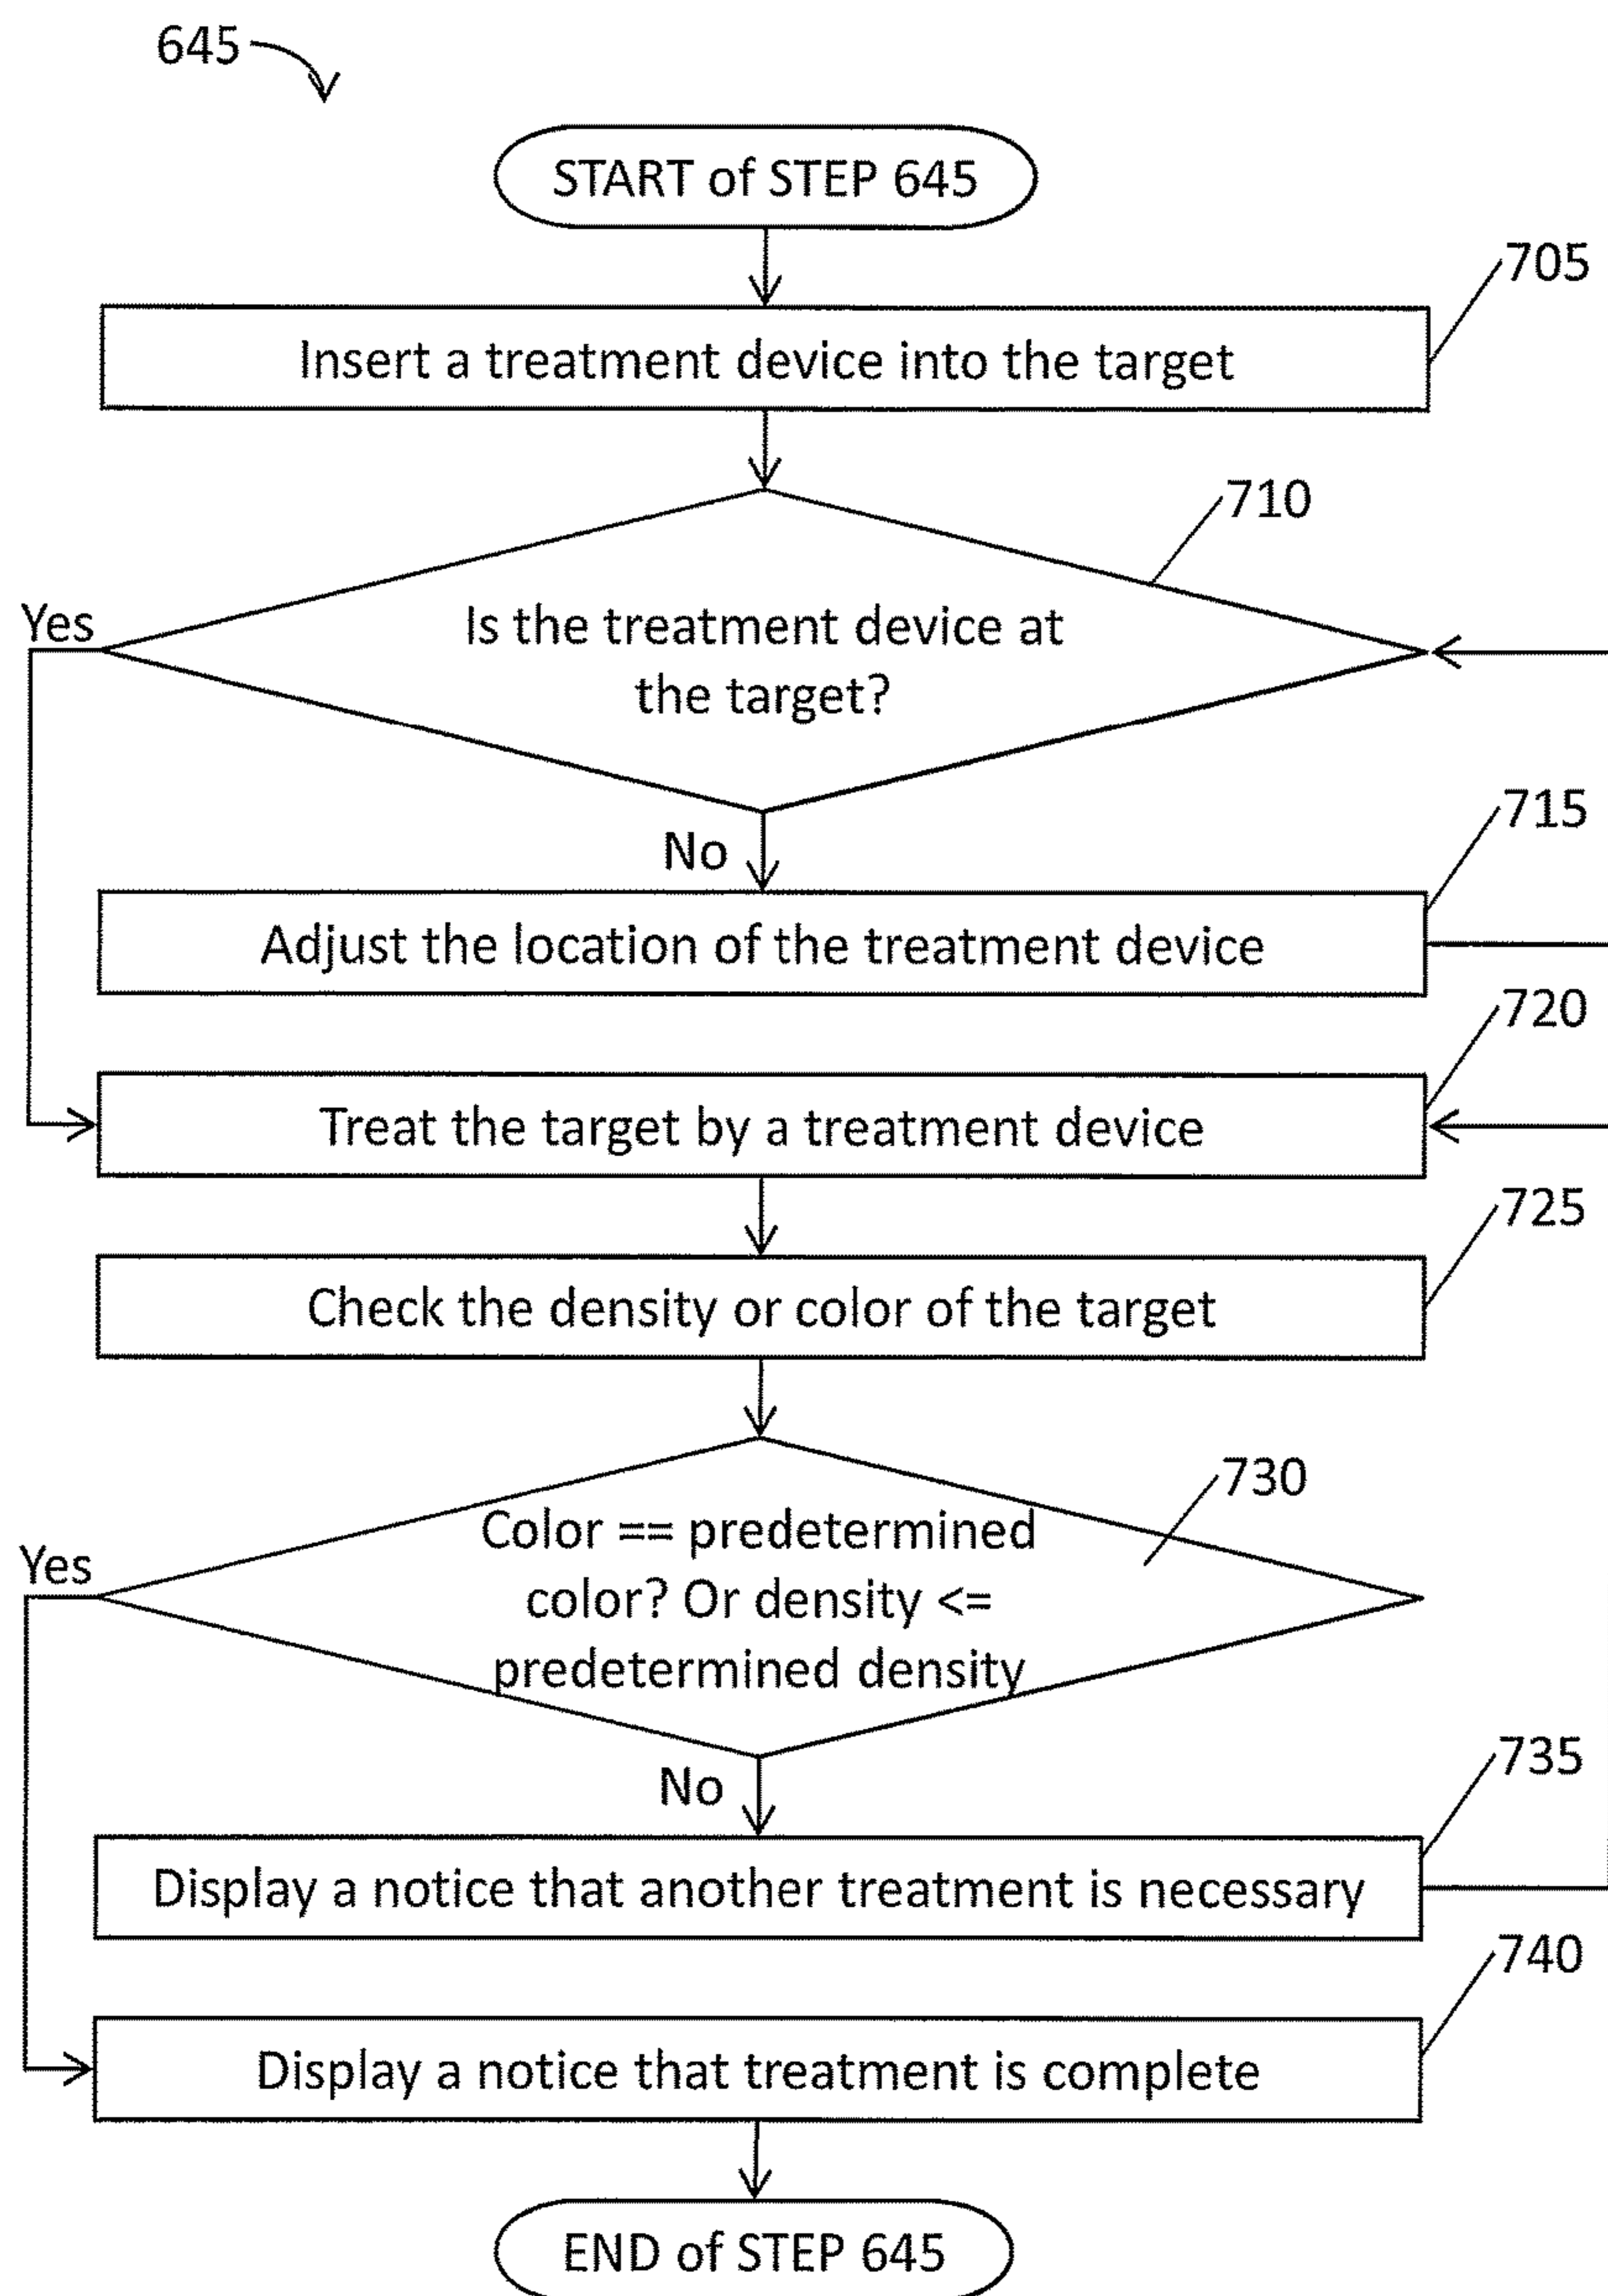 645
START of STEP 645
705
Insert a treatment device into the target
710
Yes
Is the treatment device at
the target?
No
715
Adjust the location of the treatment device
720
Treat the target by a treatment device
725
Check the density or color of the target
730
Yes
Color == predetermined
color? Or density <=
predetermined density
No
735
Display a notice that another treatment is necessary
740
Display a notice that treatment is complete
END of STEP 645